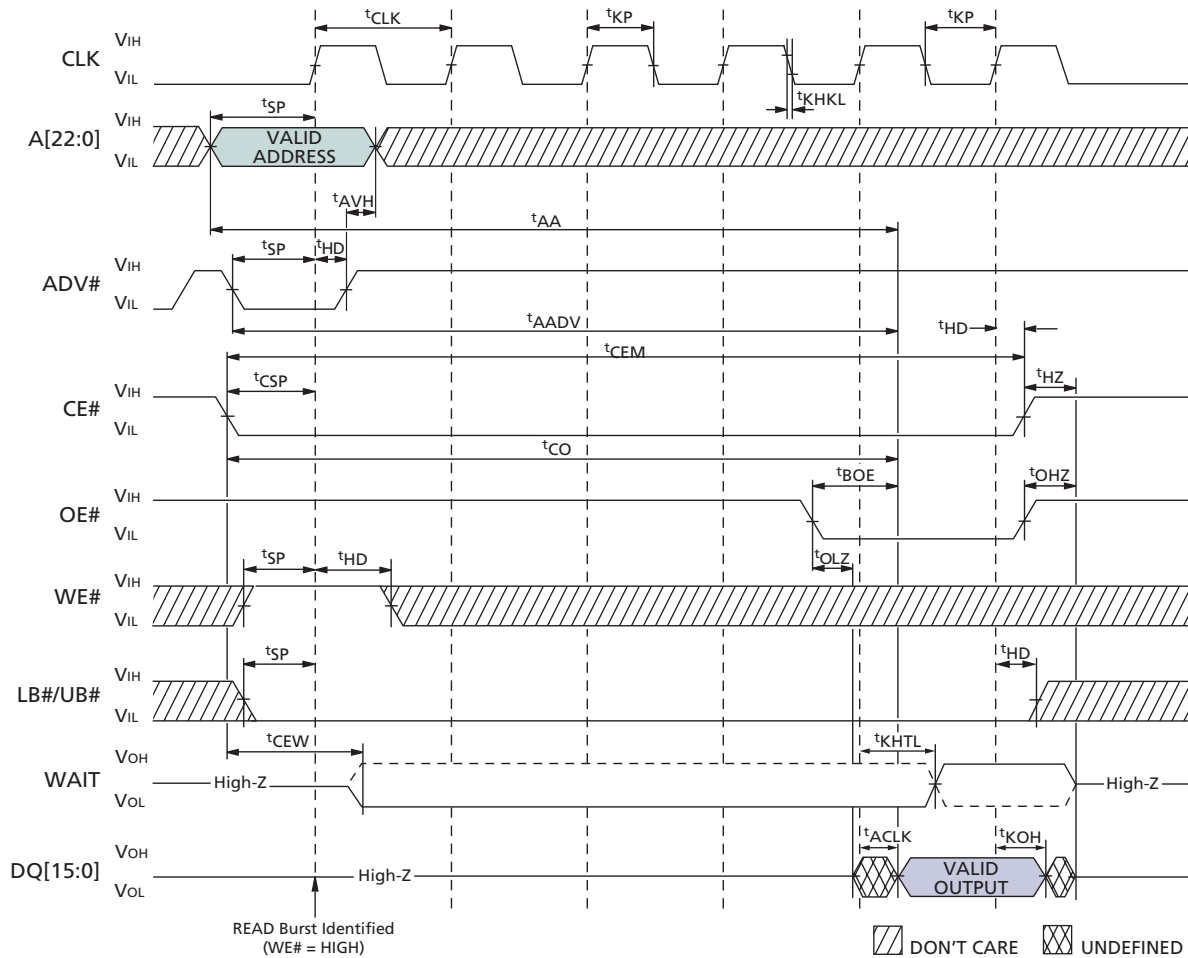 tCLK
tKP
tKP
CLK
VIH
VIL
tKHKL
tSP
A[22:0]
VIH
VIL
VALID
ADDRESS
tAVH
tAA
tSP
tHD
ADV#
VIH
VIL
tAADV
tHD
tCEM
tCSP
tHZ
CE#
VIH
VIL
tCO
tBOE
tOHZ
OE#
VIH
VIL
tOLZ
tSP
tHD
WE#
VIH
VIL
tSP
tHD
LB#/UB#
VIH
VIL
tCEW
tKHTL
WAIT
VOH
VOL
High-Z
High-Z
tACLK
tKOH
DQ[15:0]
VOH
VOL
High-Z
VALID
OUTPUT
READ Burst Identified
(WE# = HIGH)
DON'T CARE
UNDEFINED